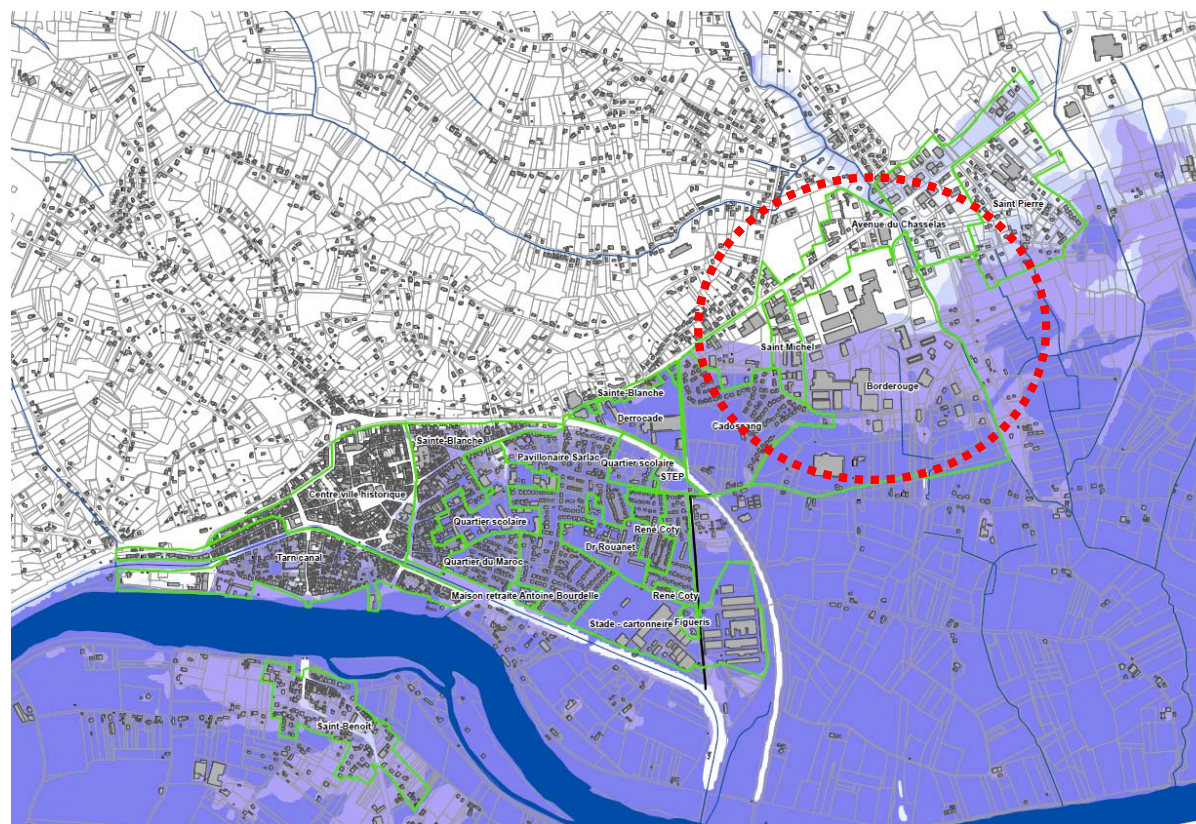 Saint Pierre
Avenue du Chasselas
Saint Michel
Borderouge
Sainte-Blanche
Derrocade
Cadossang
Sainte-Blanche
Pavillonaire Sarlac
Quartier scolaire
STEP
Centre ville historique
Quartier scolaire
René Coty
Dr Rouanet
Tarn canal
Quartier du Maroc
Maison retraite Antoine Bourdelle
René Coty
Stade - cartonneire
Figuéris
Saint-Benoit